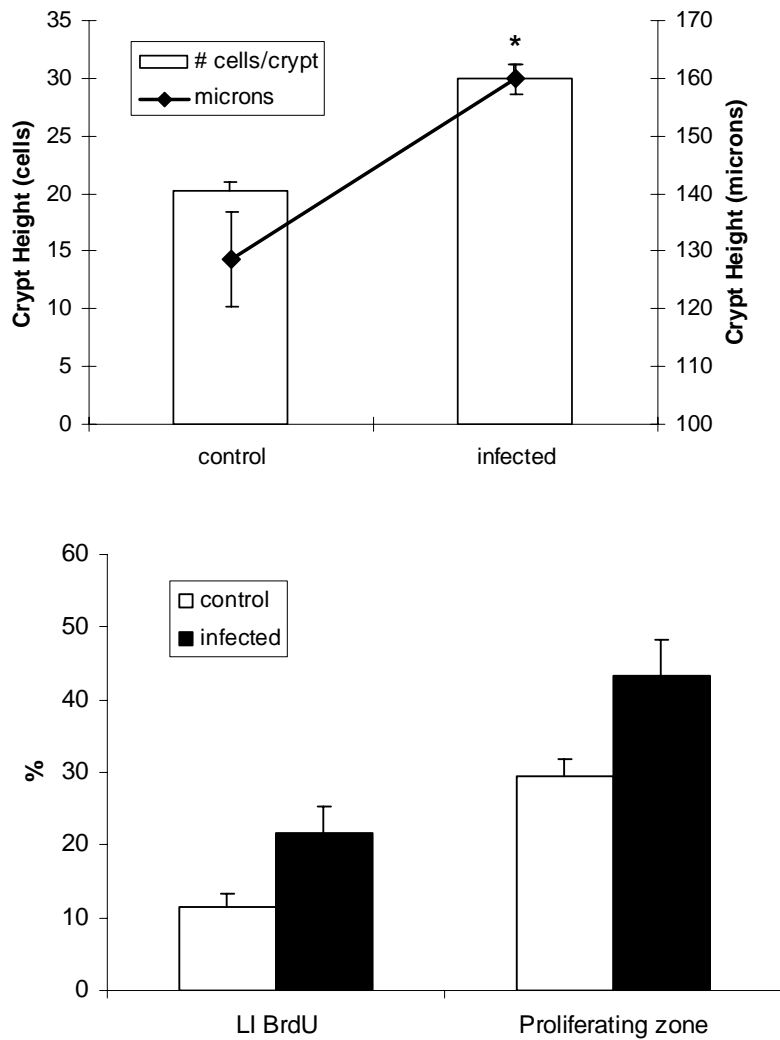 *
# cells/crypt
microns
Crypt Height (cells)
35
30
25
20
15
10
5
0
Crypt Height (microns)
170
160
150
140
130
120
110
100
control
infected
control
infected
%
60
50
40
30
20
10
0
LI BrdU
Proliferating zone